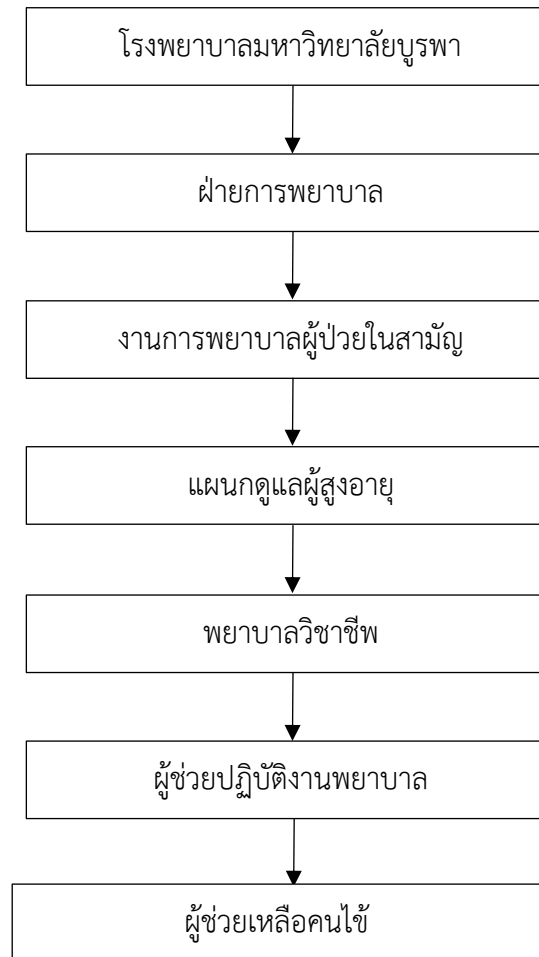 โรงพยาบาลมหาวิทยาลัยบูรพา
ฝ่ายการพยาบาล
งานการพยาบาลผู้ป่วยในสามัญ
แผนกดูแลผู้สูงอายุ
พยาบาลวิชาชีพ
ผู้ช่วยปฏิบัติงานพยาบาล
ผู้ช่วยเหลือคนไข้